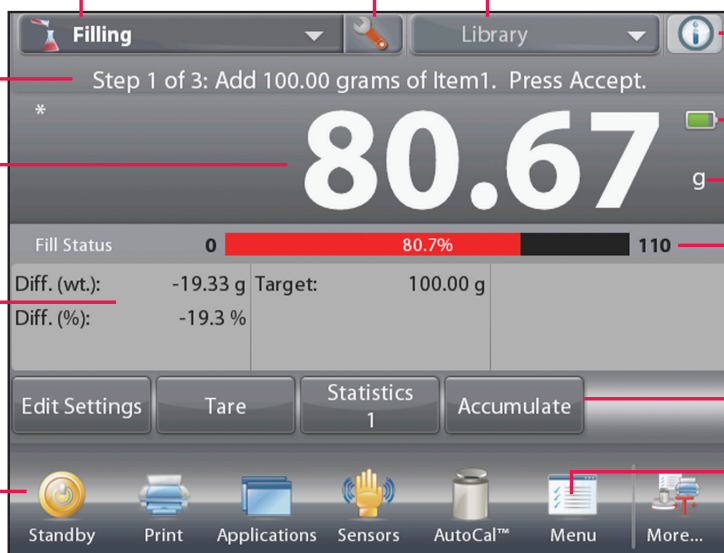 Filling
Library
Step 1 of 3: Add 100.00 grams of Item1. Press Accept.
*
80.67
g
Fill Status 0 80.7% 110
Diff. (wt.): -19.33 g Target: 100.00 g
Diff. (%): -19.3 %
Edit Settings Tare Statistics Accumulate
1
Standby Print Applications Sensors AutoCal™ Menu More...